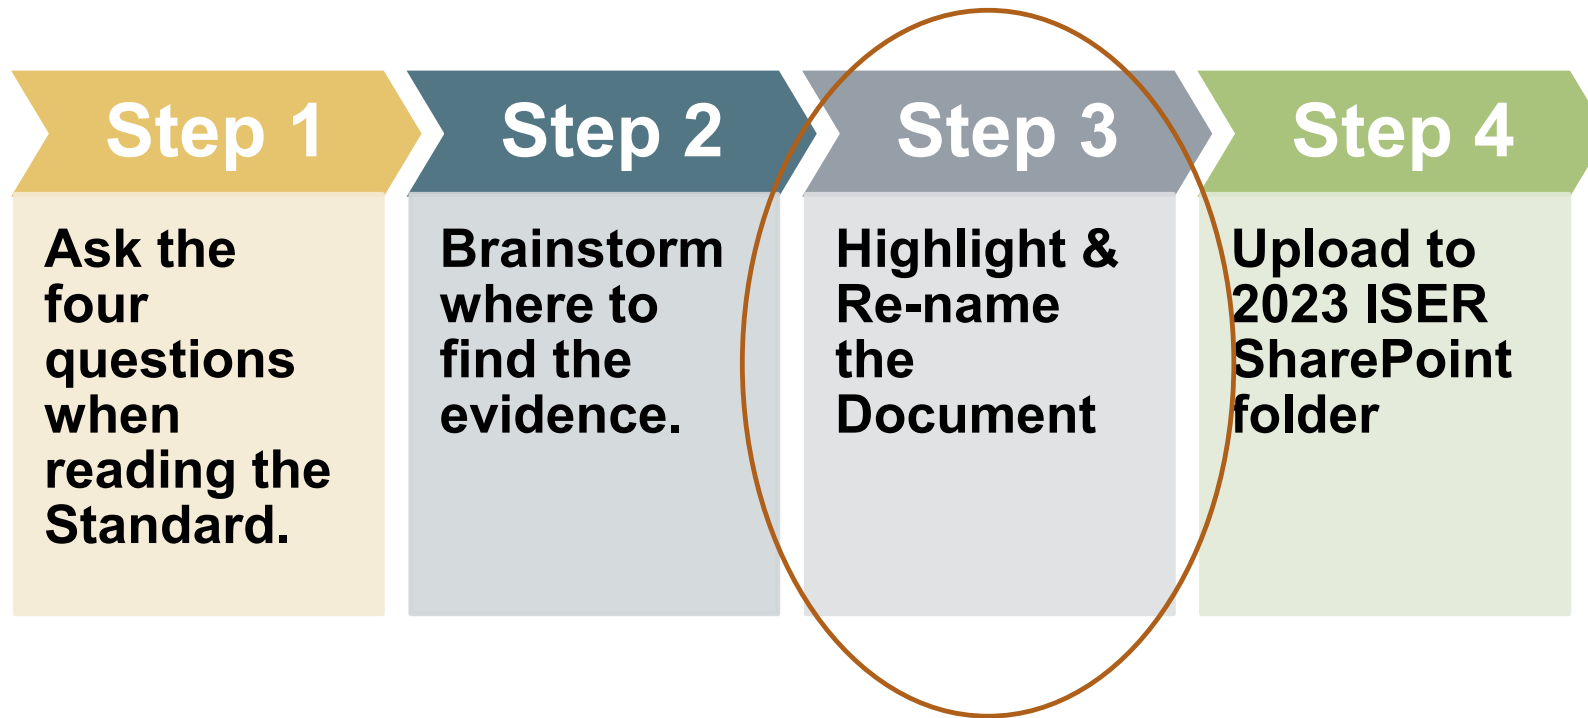 Step 1
Ask the
four
questions
when
reading the
Standard.
Step 2
Brainstorm
where to
find the
evidence.
Step 3
Highlight &
Re-name
the
Document
Step 4
Upload to
2023 ISER
SharePoint
folder